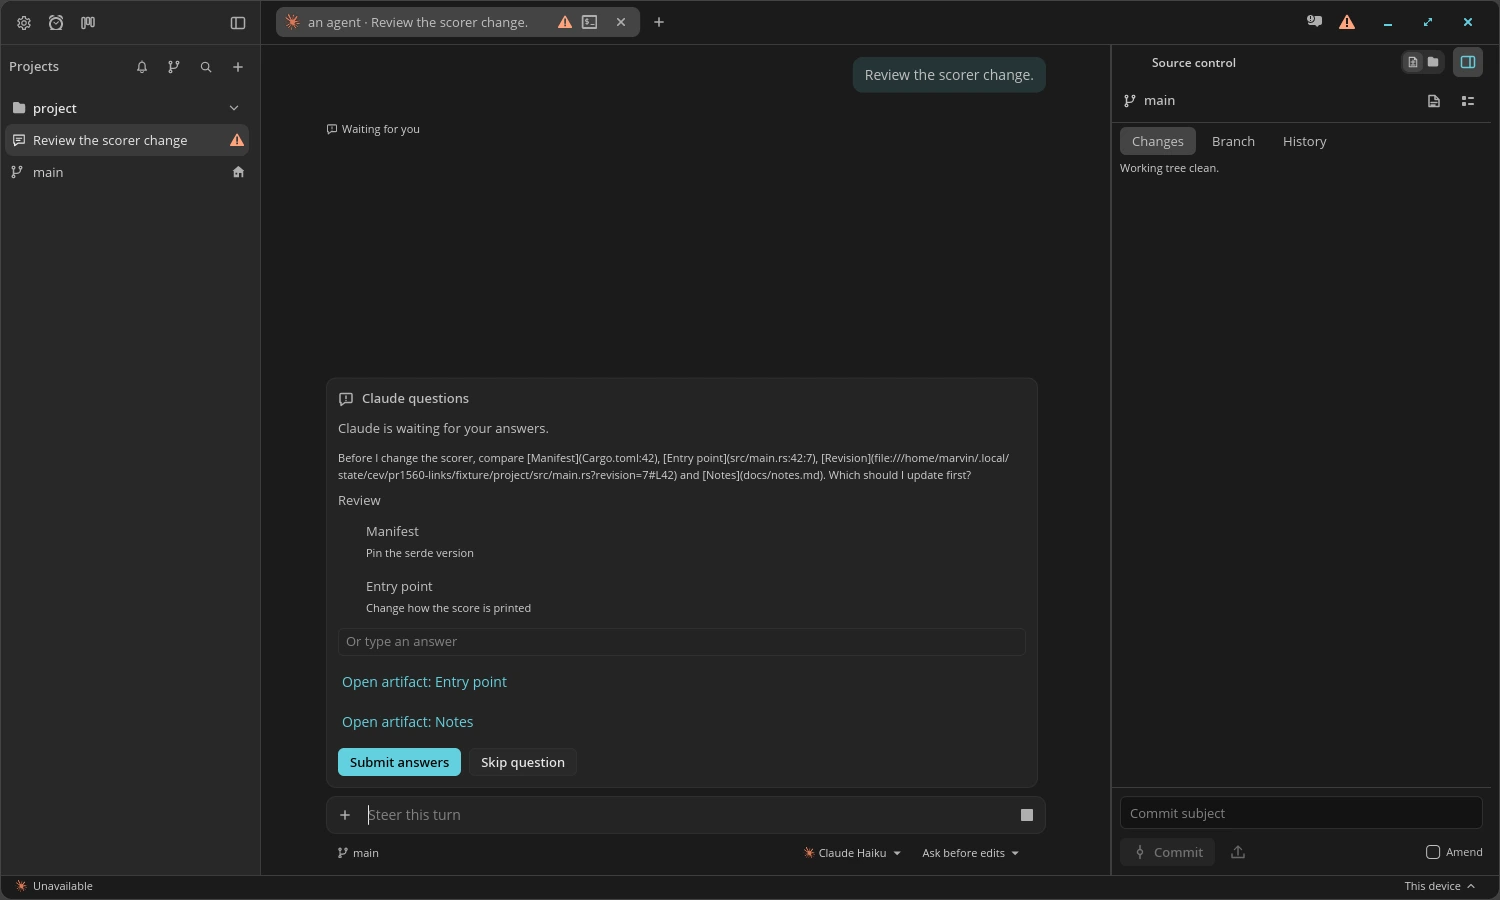 an agent · Review the scorer change.
Projects
project
Review the scorer change
main
Review the scorer change.
Waiting for you
Claude questions
Claude is waiting for your answers.
Before I change the scorer, compare [Manifest](Cargo.toml:42), [Entry point](src/main.rs:42:7), [Revision](file:///home/marvin/.local/
state/cev/pr1560-links/fixture/project/src/main.rs?revision=7#L42) and [Notes](docs/notes.md). Which should I update first?
Review
Manifest
Pin the serde version
Entry point
Change how the score is printed
Or type an answer
Open artifact: Entry point
Open artifact: Notes
Submit answers
Skip question
Steer this turn
main
Claude Haiku
Ask before edits
Source control
main
Changes
Branch
History
Working tree clean.
Commit subject
Commit
Amend
Unavailable
This device